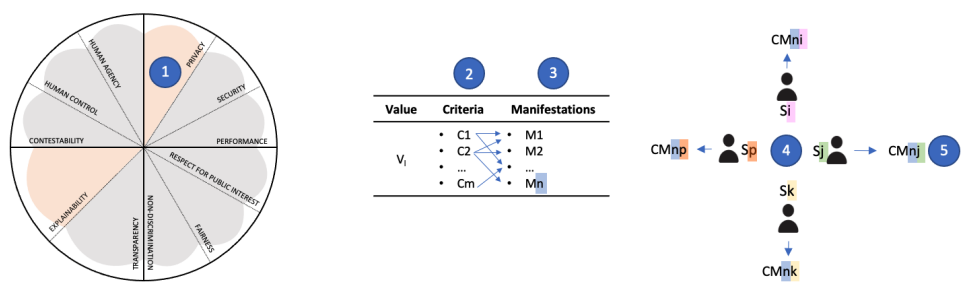 1
PRIVACY
SECURITY
PERFORMANCE
RESPECT FOR PUBLIC INTEREST
FAIRNESS
NON-DISCRIMINATION
TRANSPARENCY
EXPLAINABILITY
CONTESTABILITY
HUMAN CONTROL
HUMAN AGENCY
2 3
Value Criteria Manifestations
• C1 • M1
• C2 • M2
• ... • ...
• Cm • Mn
VI
CMni
Si
CMnp Sp 4 Sj CMnj 5
Sk
CMnk